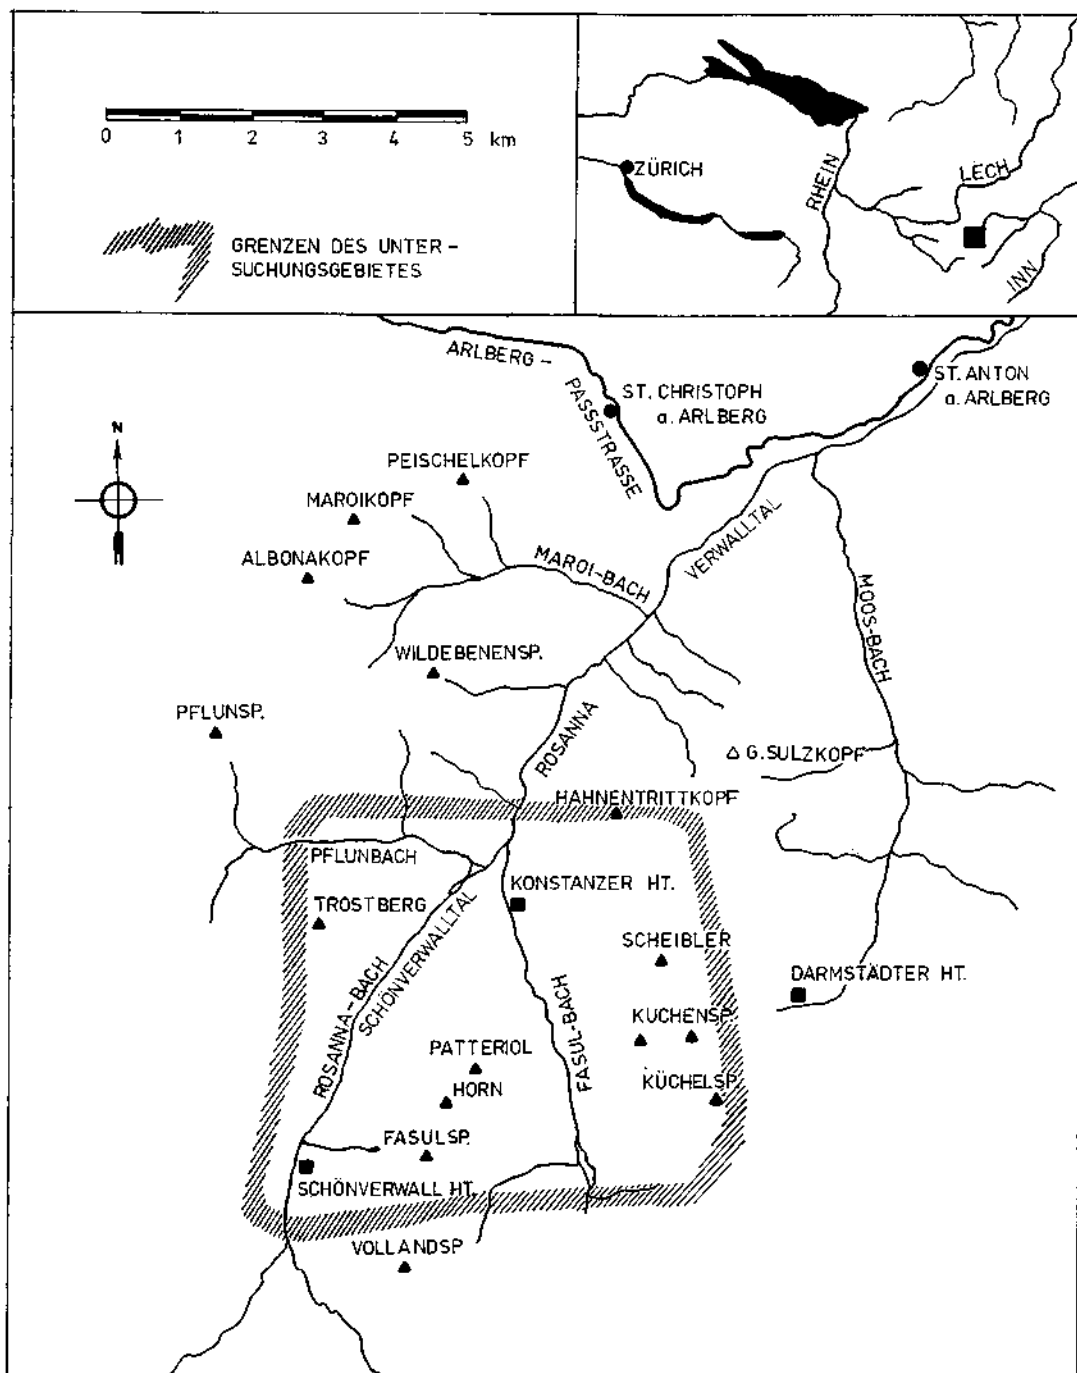 0 1 2 3 4 5 km
GRENZEN DES UNTER-
SUCHUNGSGEBIETES
ZÜRICH
RHEIN
LECH
INN
ARLBERG-
PASSSTRASSE
ST. CHRISTOPH
a. ARLBERG
ST. ANTON
a. ARLBERG
N
PEISCHELKOPF
MAROIKOPF
ALBONAKOPF
MAROI-BACH
VERWALLTAL
MOOS-BACH
WILDEBENENSP.
PFLUNSP.
ROSANNA
G. SULZKOPF
HAHNENTRITTKOPF
PFLUNBACH
KONSTANZER HT.
TROSTBERG
SCHÖNVERWALLTAL
ROSANNA-BACH
SCHEIBLER
DARMSTÄDTER HT.
FASUL-BACH
KUCHENSP.
PATTERIOL
HORN
KÜCHELSP.
FASULSP.
SCHÖNVERWALL HT.
VOLLANDSP